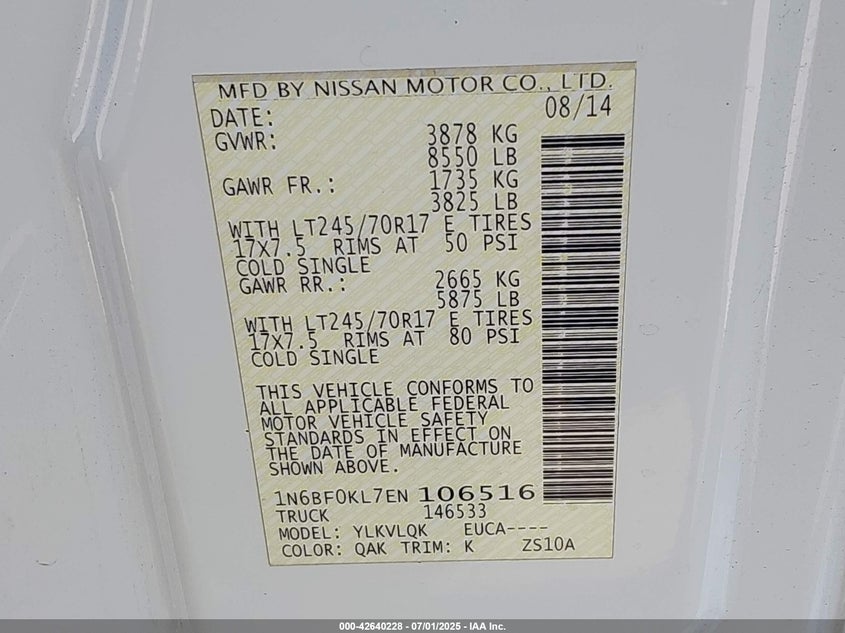 MFD BY NISSAN MOTOR CO., LTD.
DATE: 08/14
GVWR: 3878 KG
8550 LB
GAWR FR.: 1735 KG
3825 LB
WITH LT245/70R17 E TIRES
17X7.5 RIMS AT 50 PSI
COLD SINGLE
GAWR RR.: 2665 KG
5875 LB
WITH LT245/70R17 E TIRES
17X7.5 RIMS AT 80 PSI
COLD SINGLE
THIS VEHICLE CONFORMS TO
ALL APPLICABLE FEDERAL
MOTOR VEHICLE SAFETY
STANDARDS IN EFFECT ON
THE DATE OF MANUFACTURE
SHOWN ABOVE.
1N6BF0KL7EN 106516
TRUCK 146533
MODEL: YLKVLQK EUCA----
COLOR: QAK TRIM: K ZS10A
000-42640228 - 07/01/2025 - IAA Inc.